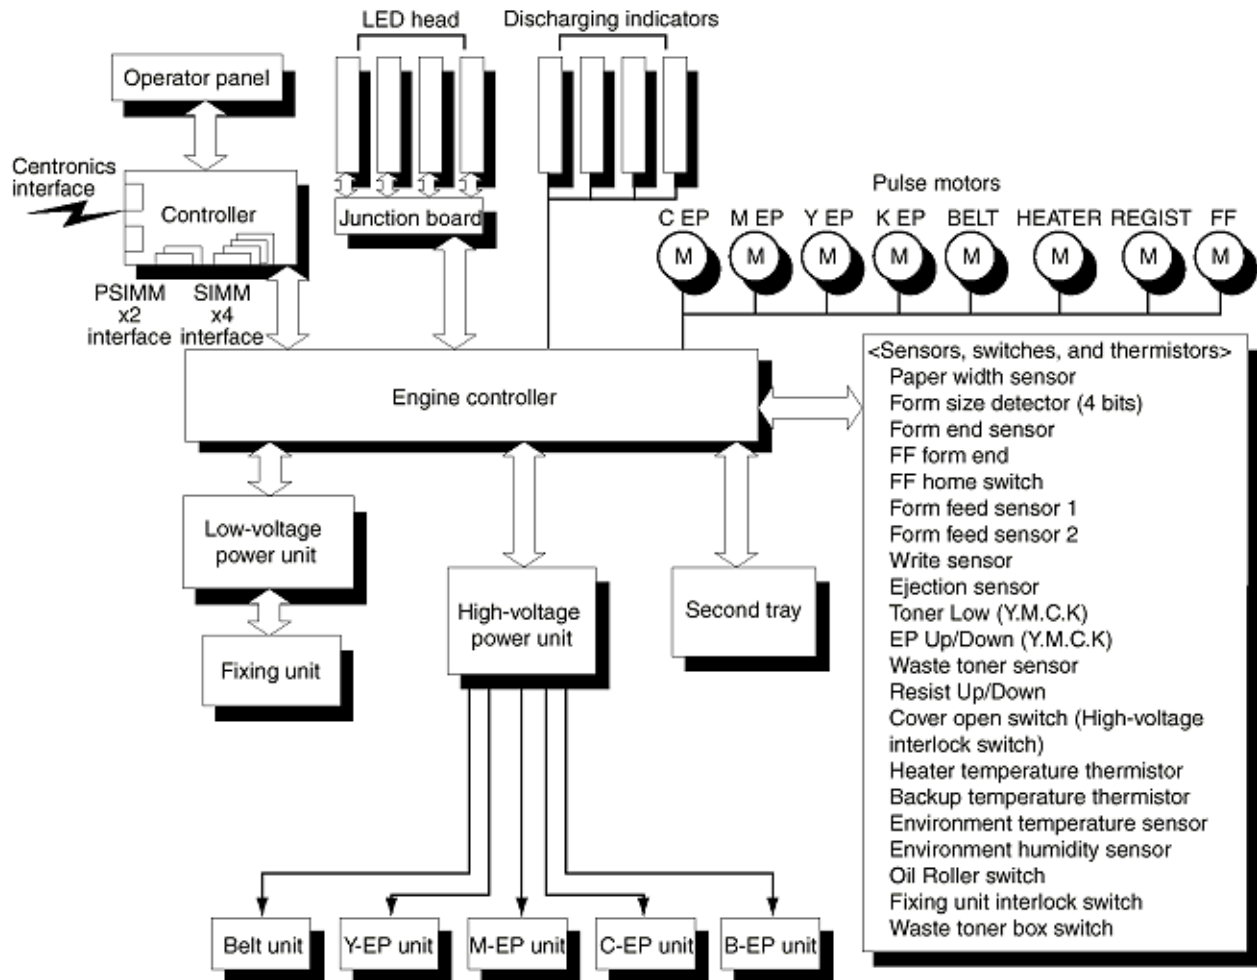 LED head
Discharging indicators
Operator panel
Centronics
interface
Controller
Junction board
PSIMM
x2
interface
SIMM
x4
interface
Pulse motors
C EP M EP Y EP K EP BELT HEATER REGIST FF
M M M M M M M M
Engine controller
<Sensors, switches, and thermistors>
Paper width sensor
Form size detector (4 bits)
Form end sensor
FF form end
FF home switch
Form feed sensor 1
Form feed sensor 2
Write sensor
Ejection sensor
Toner Low (Y.M.C.K)
EP Up/Down (Y.M.C.K)
Waste toner sensor
Resist Up/Down
Cover open switch (High-voltage
interlock switch)
Heater temperature thermistor
Backup temperature thermistor
Environment temperature sensor
Environment humidity sensor
Oil Roller switch
Fixing unit interlock switch
Waste toner box switch
Low-voltage
power unit
High-voltage
power unit
Second tray
Fixing unit
Belt unit
Y-EP unit
M-EP unit
C-EP unit
B-EP unit